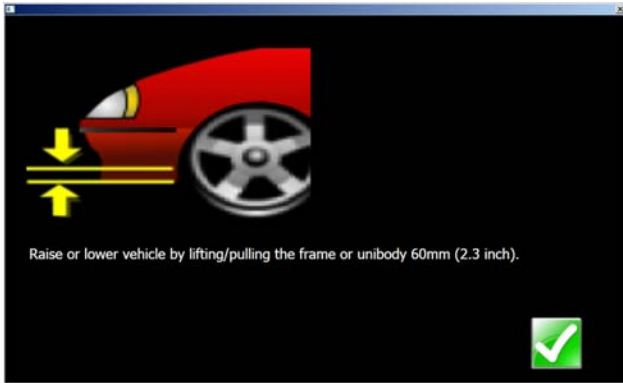 Raise or lower vehicle by lifting/pulling the frame or unibody 60mm (2.3 inch).